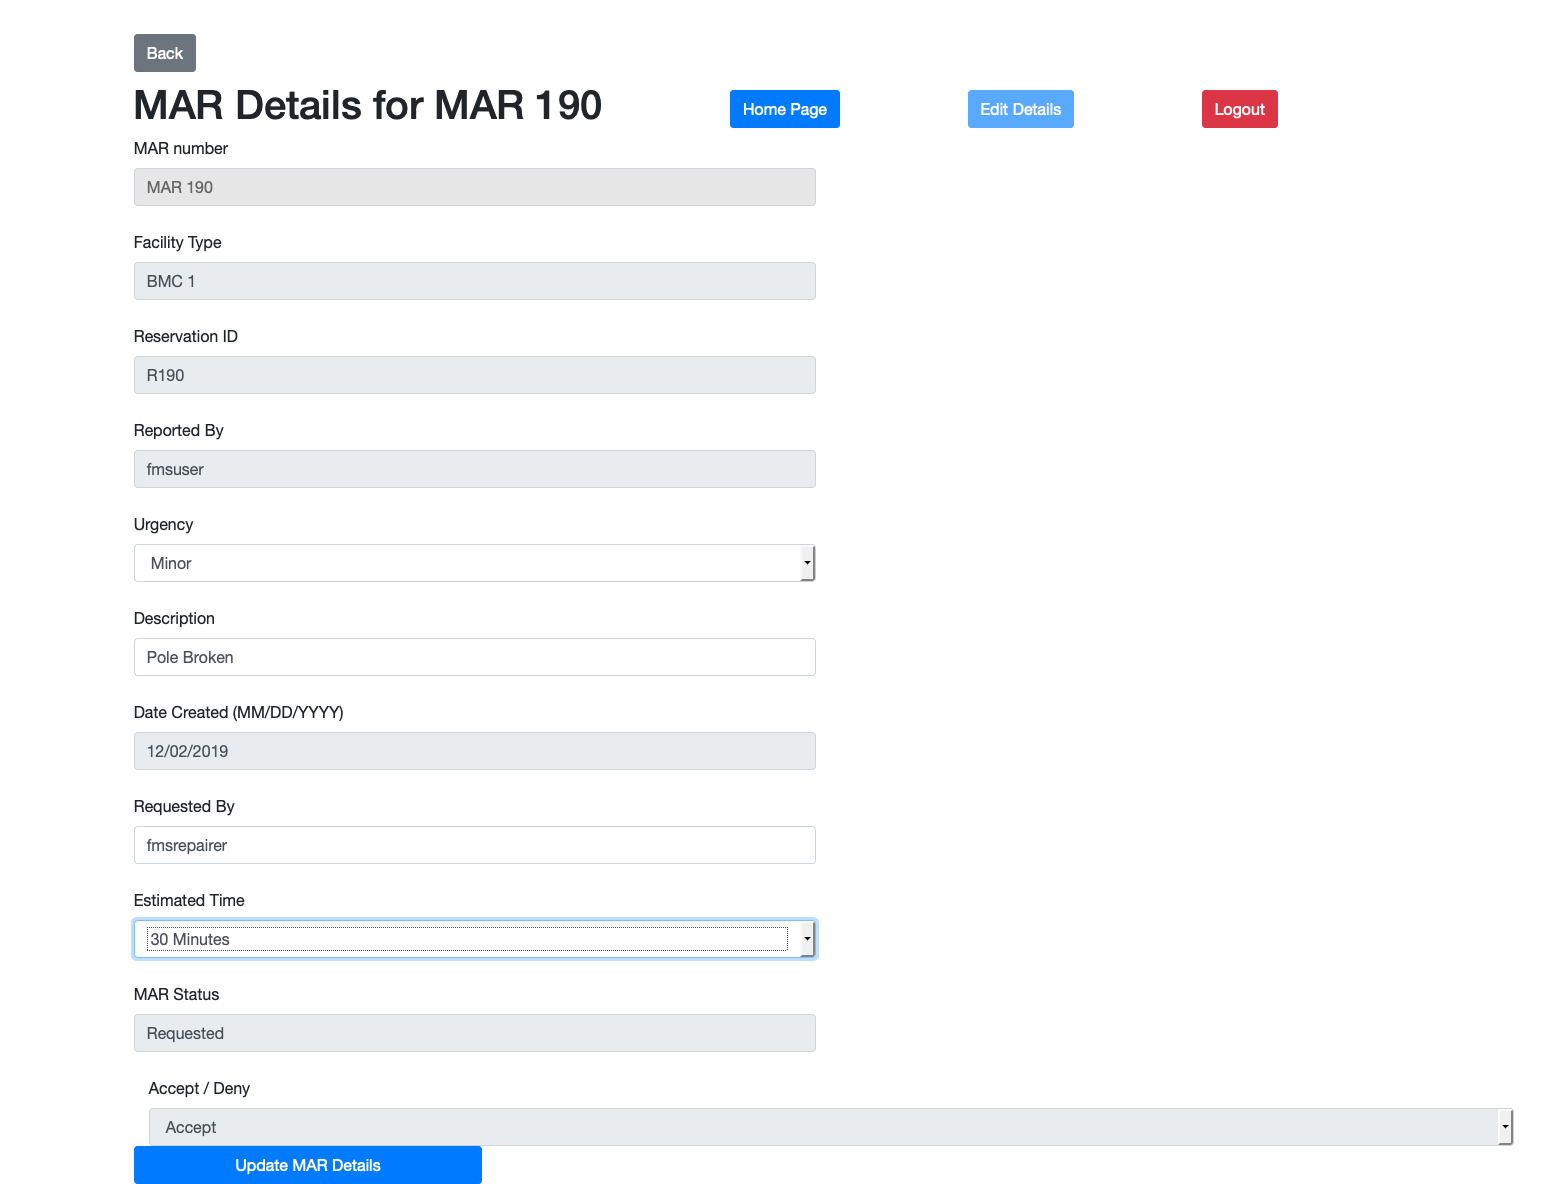 Back
MAR Details for MAR 190
Home Page
Edit Details
Logout
MAR number
MAR 190
Facility Type
BMC 1
Reservation ID
R190
Reported By
fmsuser
Urgency
Minor
Description
Pole Broken
Date Created (MM/DD/YYYY)
12/02/2019
Requested By
fmsrepairer
Estimated Time
30 Minutes
MAR Status
Requested
Accept / Deny
Accept
Update MAR Details